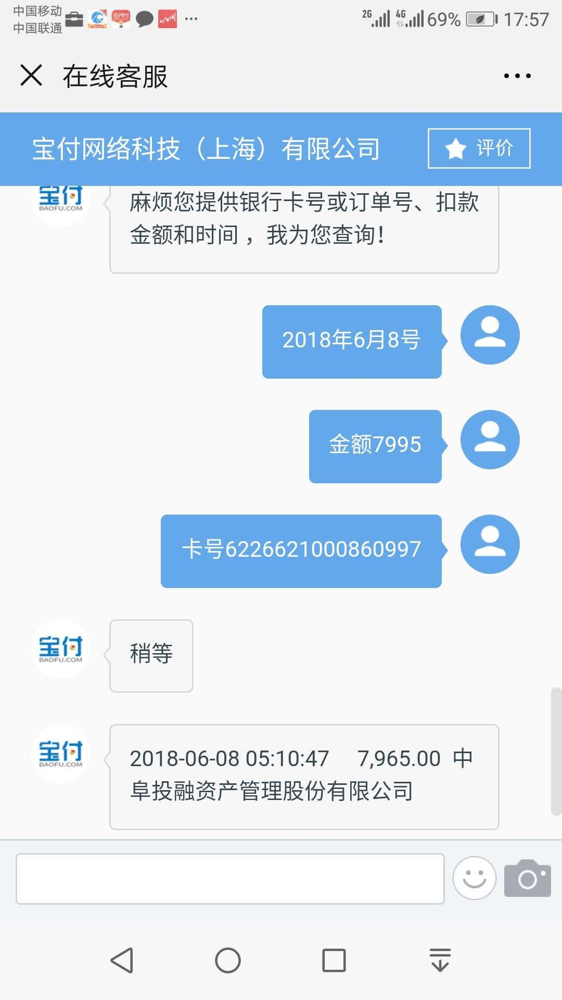 中国移动
中国联通
云闪付
2G
4G
69%
17:57
在线客服
宝付网络科技（上海）有限公司
评价
宝付
BAOFU.COM
麻烦您提供银行卡号或订单号、扣款
金额和时间，我为您查询！
2018年6月8号
金额7995
卡号6226621000860997
宝付
BAOFU.COM
稍等
宝付
BAOFU.COM
2018-06-08 05:10:47 7,965.00 中
阜投融资产管理股份有限公司